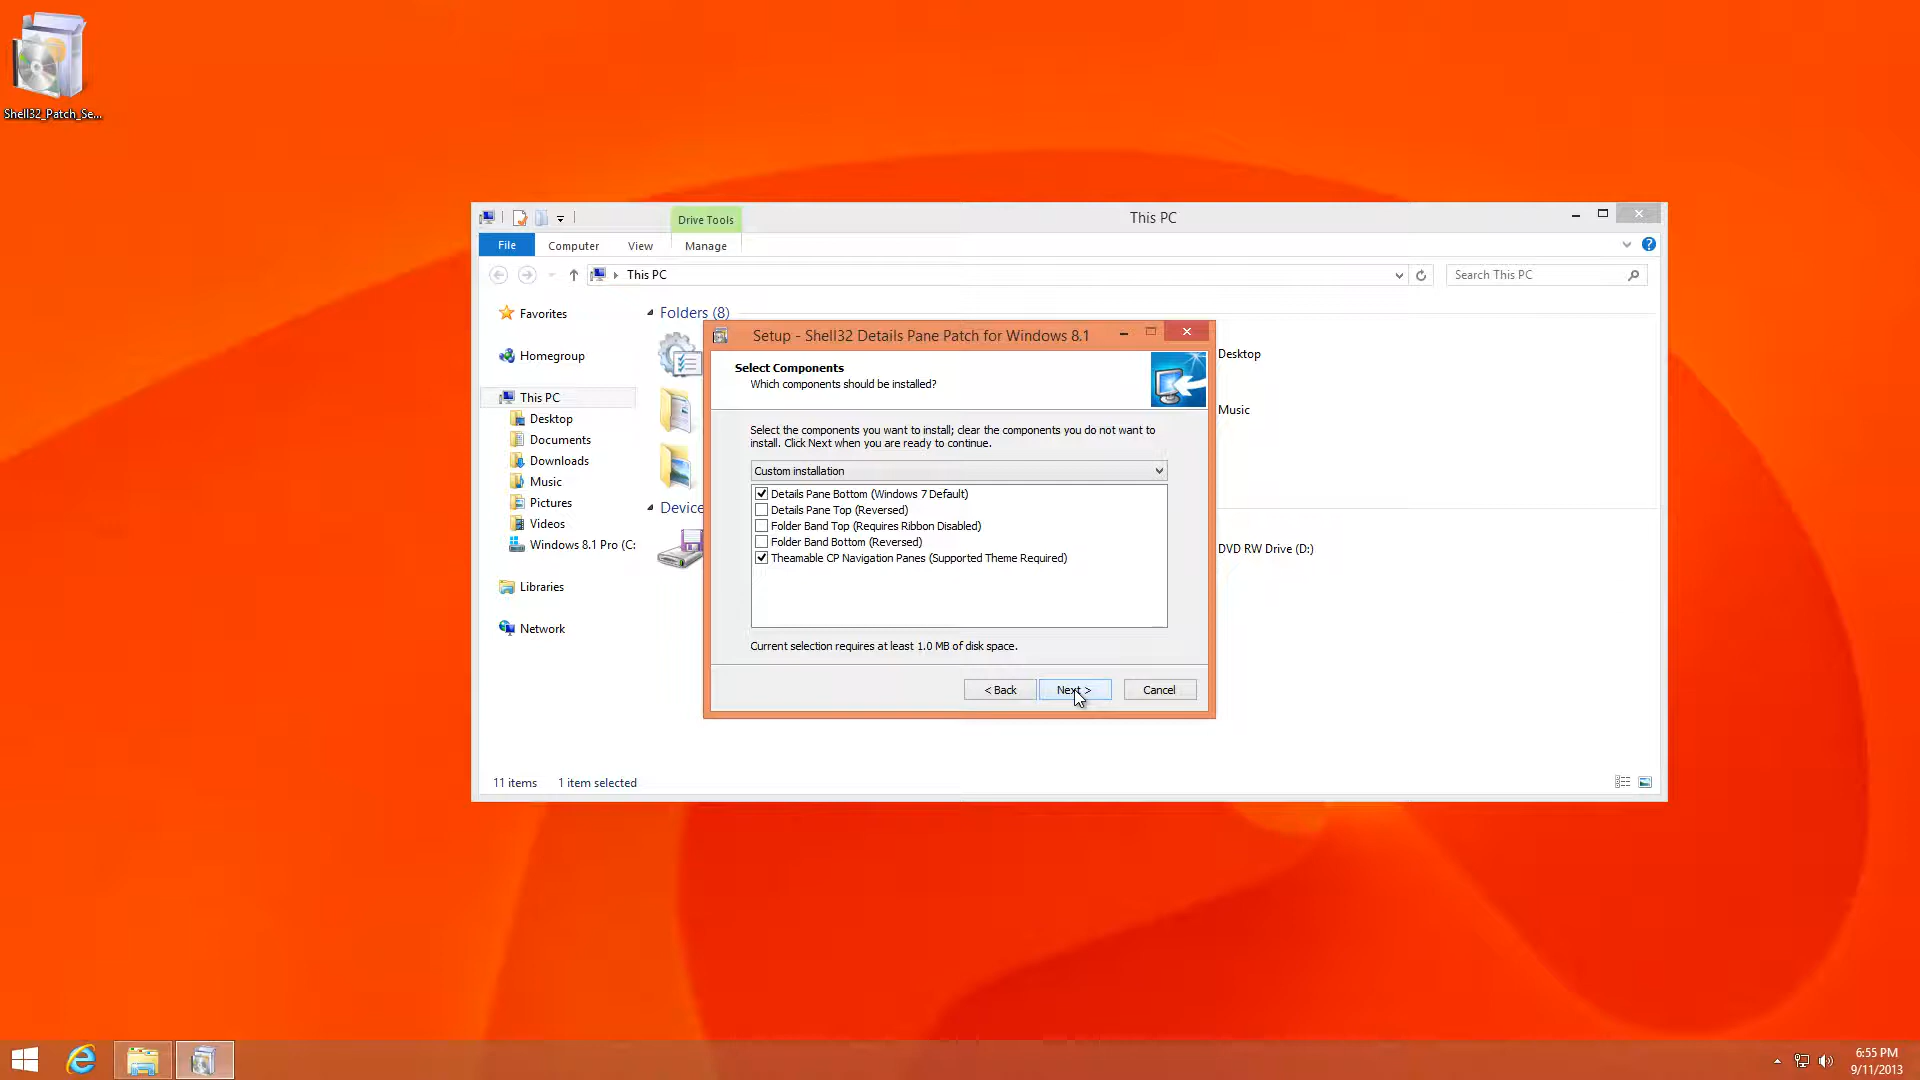 Shell32_Patch_Se...
Drive Tools
This PC
File
Computer
View
Manage
This PC
Search This PC
Favorites
Homegroup
This PC
Desktop
Documents
Downloads
Music
Pictures
Videos
Windows 8.1 Pro (C:
Libraries
Network
Folders (8)
Device
Desktop
Music
DVD RW Drive (D:)
Setup - Shell32 Details Pane Patch for Windows 8.1
Select Components
Which components should be installed?
Select the components you want to install; clear the components you do not want to
install. Click Next when you are ready to continue.
Custom installation
Details Pane Bottom (Windows 7 Default)
Details Pane Top (Reversed)
Folder Band Top (Requires Ribbon Disabled)
Folder Band Bottom (Reversed)
Theamable CP Navigation Panes (Supported Theme Required)
Current selection requires at least 1.0 MB of disk space.
< Back
Next >
Cancel
11 items
1 item selected
6:55 PM
9/11/2013